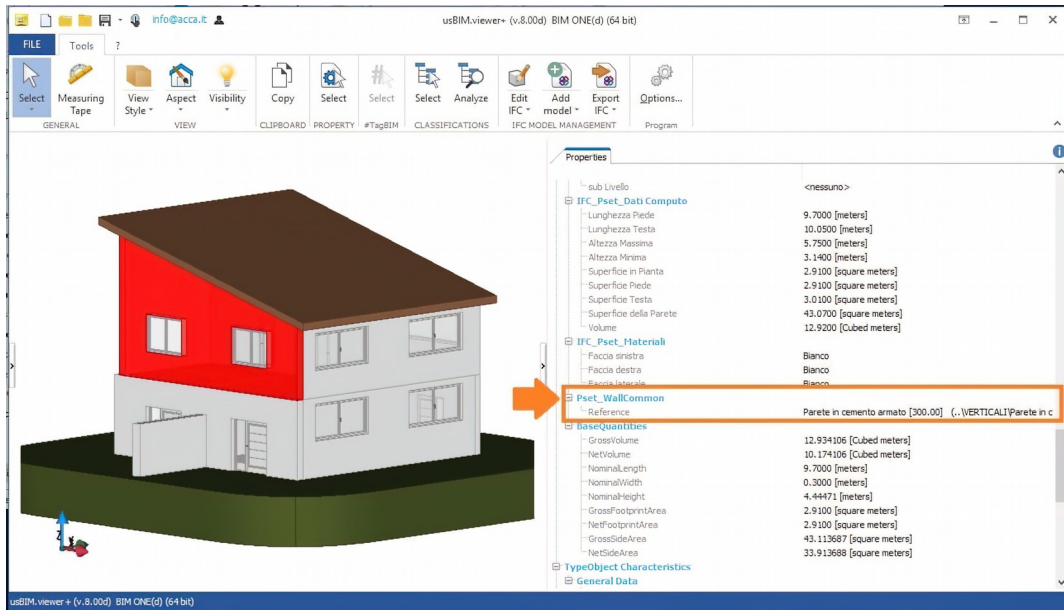 info@acca.it
usBIM.viewer+ (v.8.00d) BIM ONE(d) (64 bit)
FILE Tools ?
Select Measuring Tape View Style Aspect Visibility Copy Select Select Select Analyze Edit IFC Add model Export IFC Options...
GENERAL VIEW CLIPBOARD PROPERTY #TagBIM CLASSIFICATIONS IFC MODEL MANAGEMENT Program
Properties
sub Livello <nessuno>
IFC_Pset_Dati Computo
Lunghezza Piede 9.7000 [meters]
Lunghezza Testa 10.0500 [meters]
Altezza Massima 5.7500 [meters]
Altezza Minima 3.1400 [meters]
Superficie in Pianta 2.9100 [square meters]
Superficie Piede 2.9100 [square meters]
Superficie Testa 3.0100 [square meters]
Superficie della Parete 43.0700 [square meters]
Volume 12.9200 [Cubed meters]
IFC_Pset_Materiali
Faccia sinistra Bianco
Faccia destra Bianco
Faccia laterale Bianco
Pset_WallCommon
Reference Parete in cemento armato [300.00] (..\VERTICALI\Parete in c
BaseQuantities
GrossVolume 12.934106 [Cubed meters]
NetVolume 10.174106 [Cubed meters]
NominalLength 9.7000 [meters]
NominalWidth 0.3000 [meters]
NominalHeight 4.44471 [meters]
GrossFootprintArea 2.9100 [square meters]
NetFootprintArea 2.9100 [square meters]
GrossSideArea 43.113687 [square meters]
NetSideArea 33.913688 [square meters]
TypeObject Characteristics
General Data
Z
usBIM.viewer+ (v.8.00d) BIM ONE(d) (64 bit)